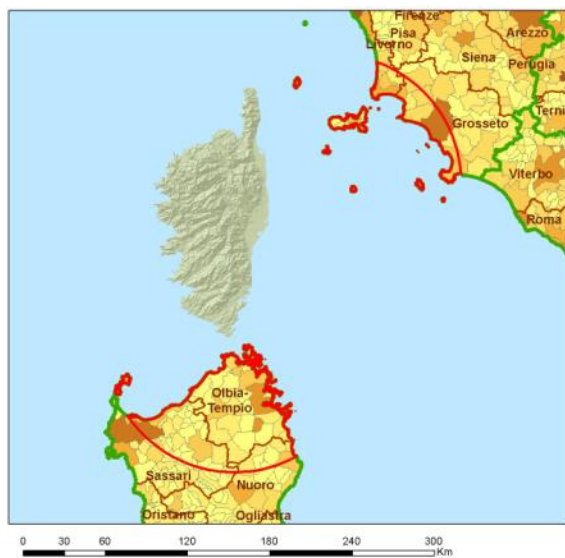 Firenze
Pisa
Arezzo
Livorno
Siena
Perugia
Grosseto
Terni
Viterbo
Roma
Olbia-
Tempio
Sassari
Nuoro
Oristano
Ogliastra
0 30 60 120 180 240 300
Km